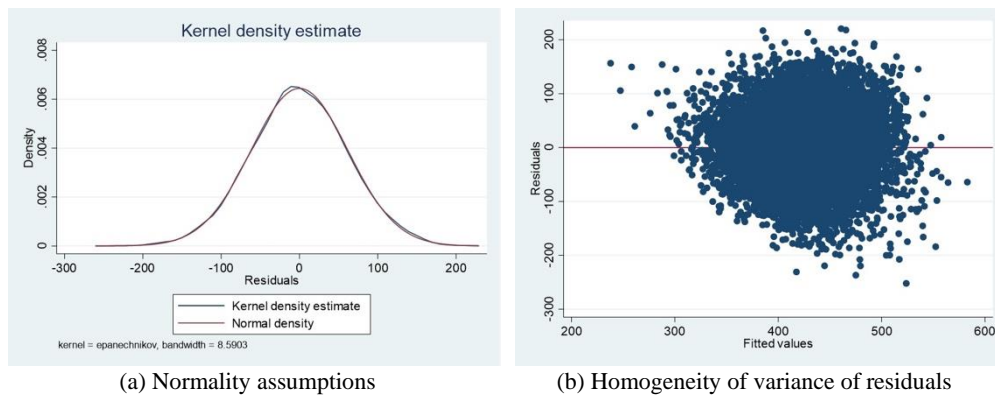 Kernel density estimate
.008
.006
.004
.002
0
Density
-300
-200
-100
0
100
200
Residuals
Kernel density estimate
Normal density
kernel = epanechnikov, bandwidth = 8.5903
(a) Normality assumptions
200
100
0
-100
-200
-300
Residuals
200
300
400
500
600
Fitted values
(b) Homogeneity of variance of residuals